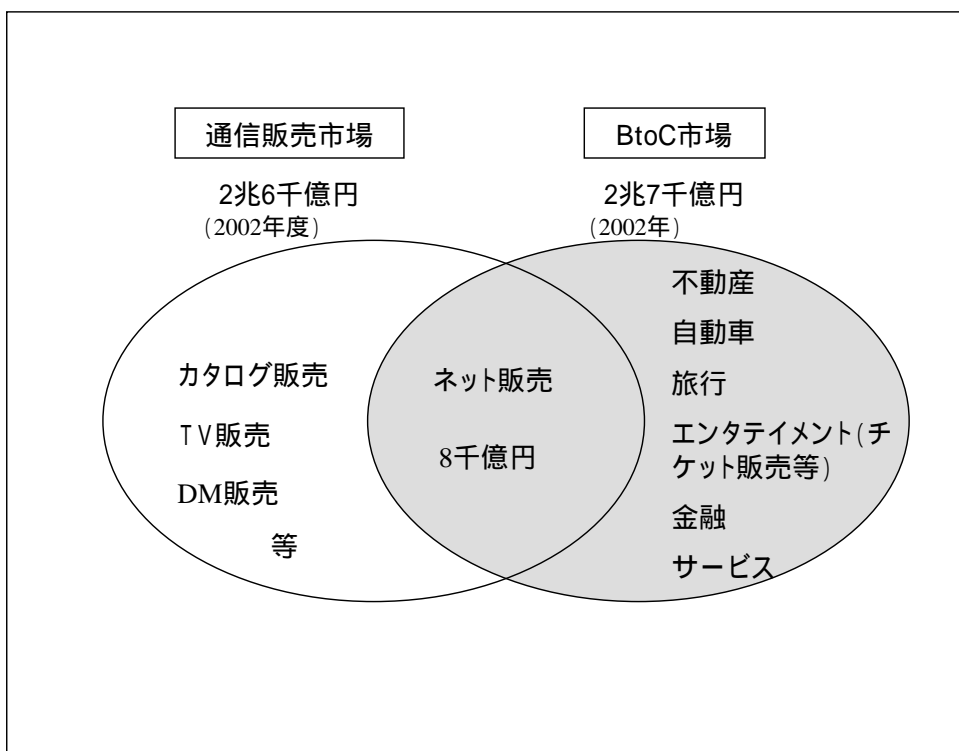 通信販売市場
2兆6千億円
(2002年度)
BtoC市場
2兆7千億円
(2002年)
カタログ販売
TV販売
DM販売
等
ネット販売
8千億円
不動産
自動車
旅行
エンタテイメント(チ
ケット販売等)
金融
サービス